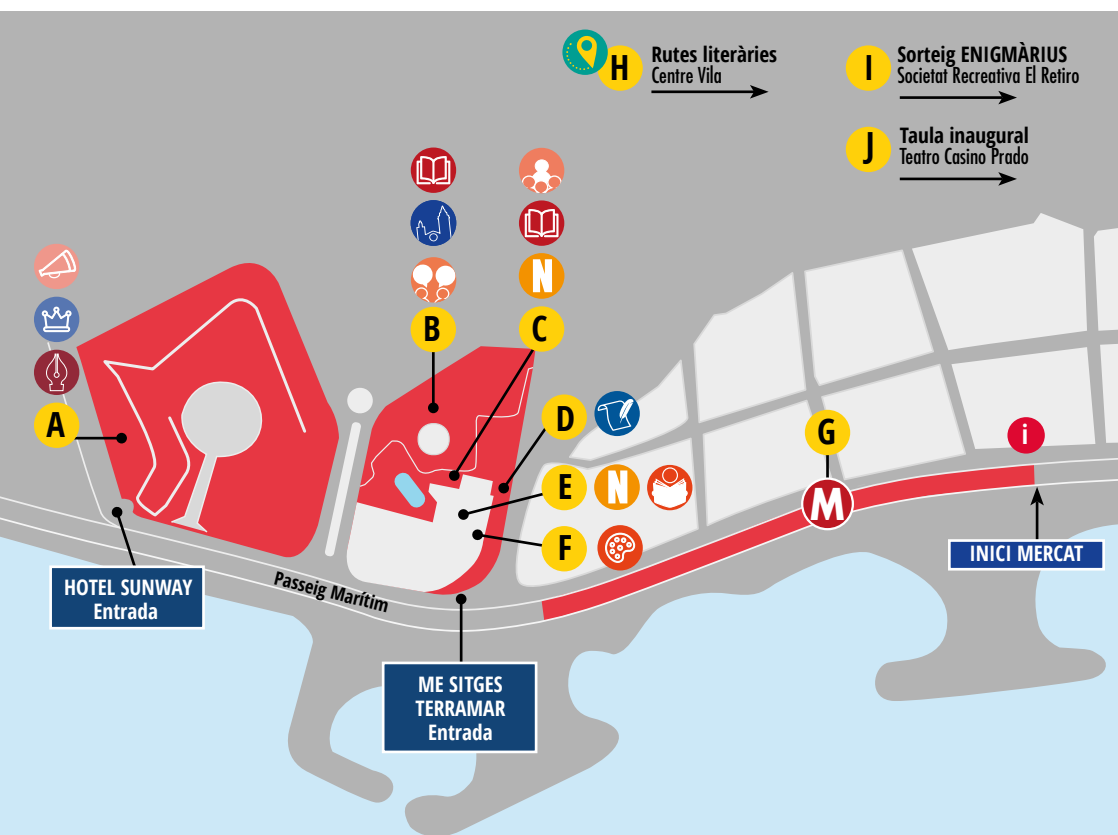 H
Rutes literàries
Centre Vila
I
Sorteig ENIGMÀRIUS
Societat Recreativa El Retiro
J
Taula inaugural
Teatro Casino Prado
N
B
C
A
D
G
i
E
N
M
F
INICI MERCAT
HOTEL SUNWAY
Entrada
Passeig Marítim
ME SITGES
TERRAMAR
Entrada